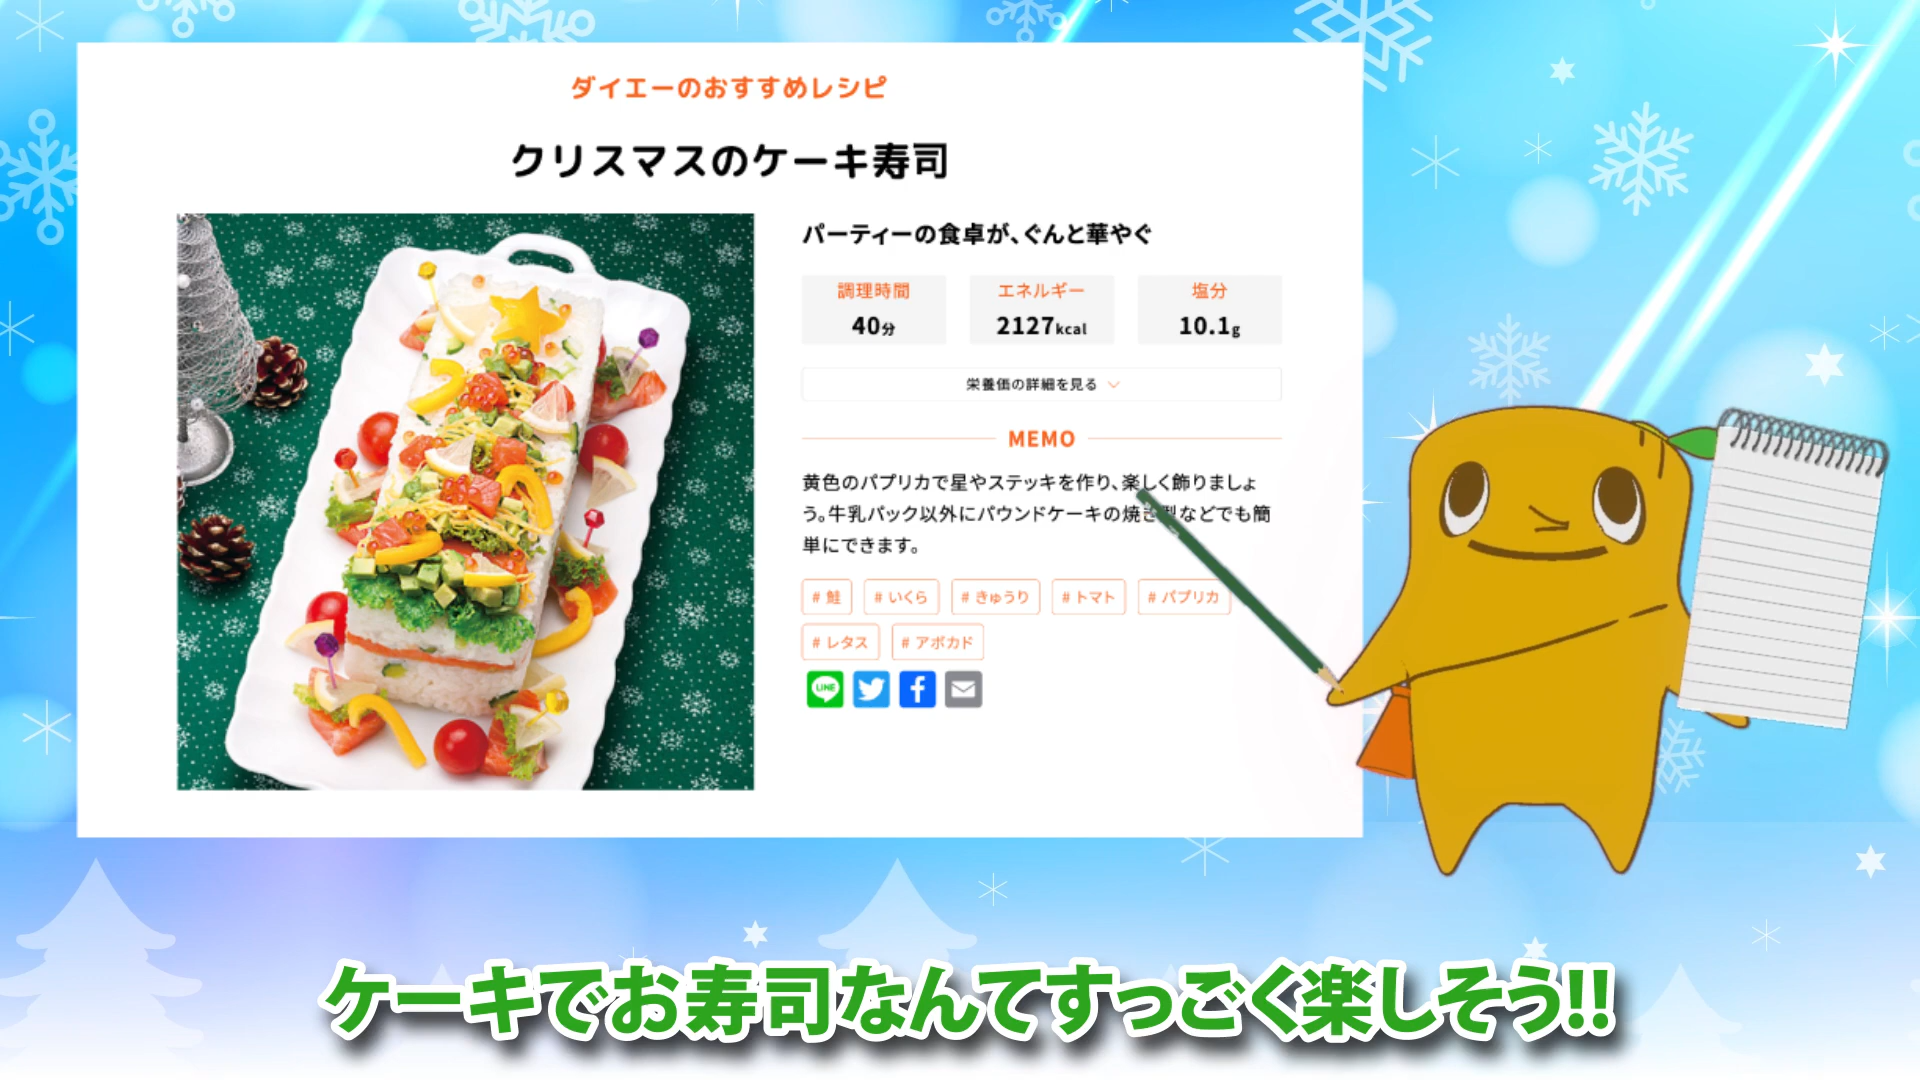 ダイエーのおすすめレシピ
クリスマスのケーキ寿司
パーティーの食卓が、ぐんと華やぐ
調理時間
40分
エネルギー
2127kcal
塩分
10.1g
栄養価の詳細を見る
MEMO
黄色のパプリカで星やステッキを作り、楽しく飾りましょ
う。牛乳パック以外にパウンドケーキの焼き型などでも簡
単にできます。
# 鮭
# いくら
# きゅうり
# トマト
# パプリカ
# レタス
# アボカド
LINE
ケーキでお寿司なんてすっごく楽しそう!!